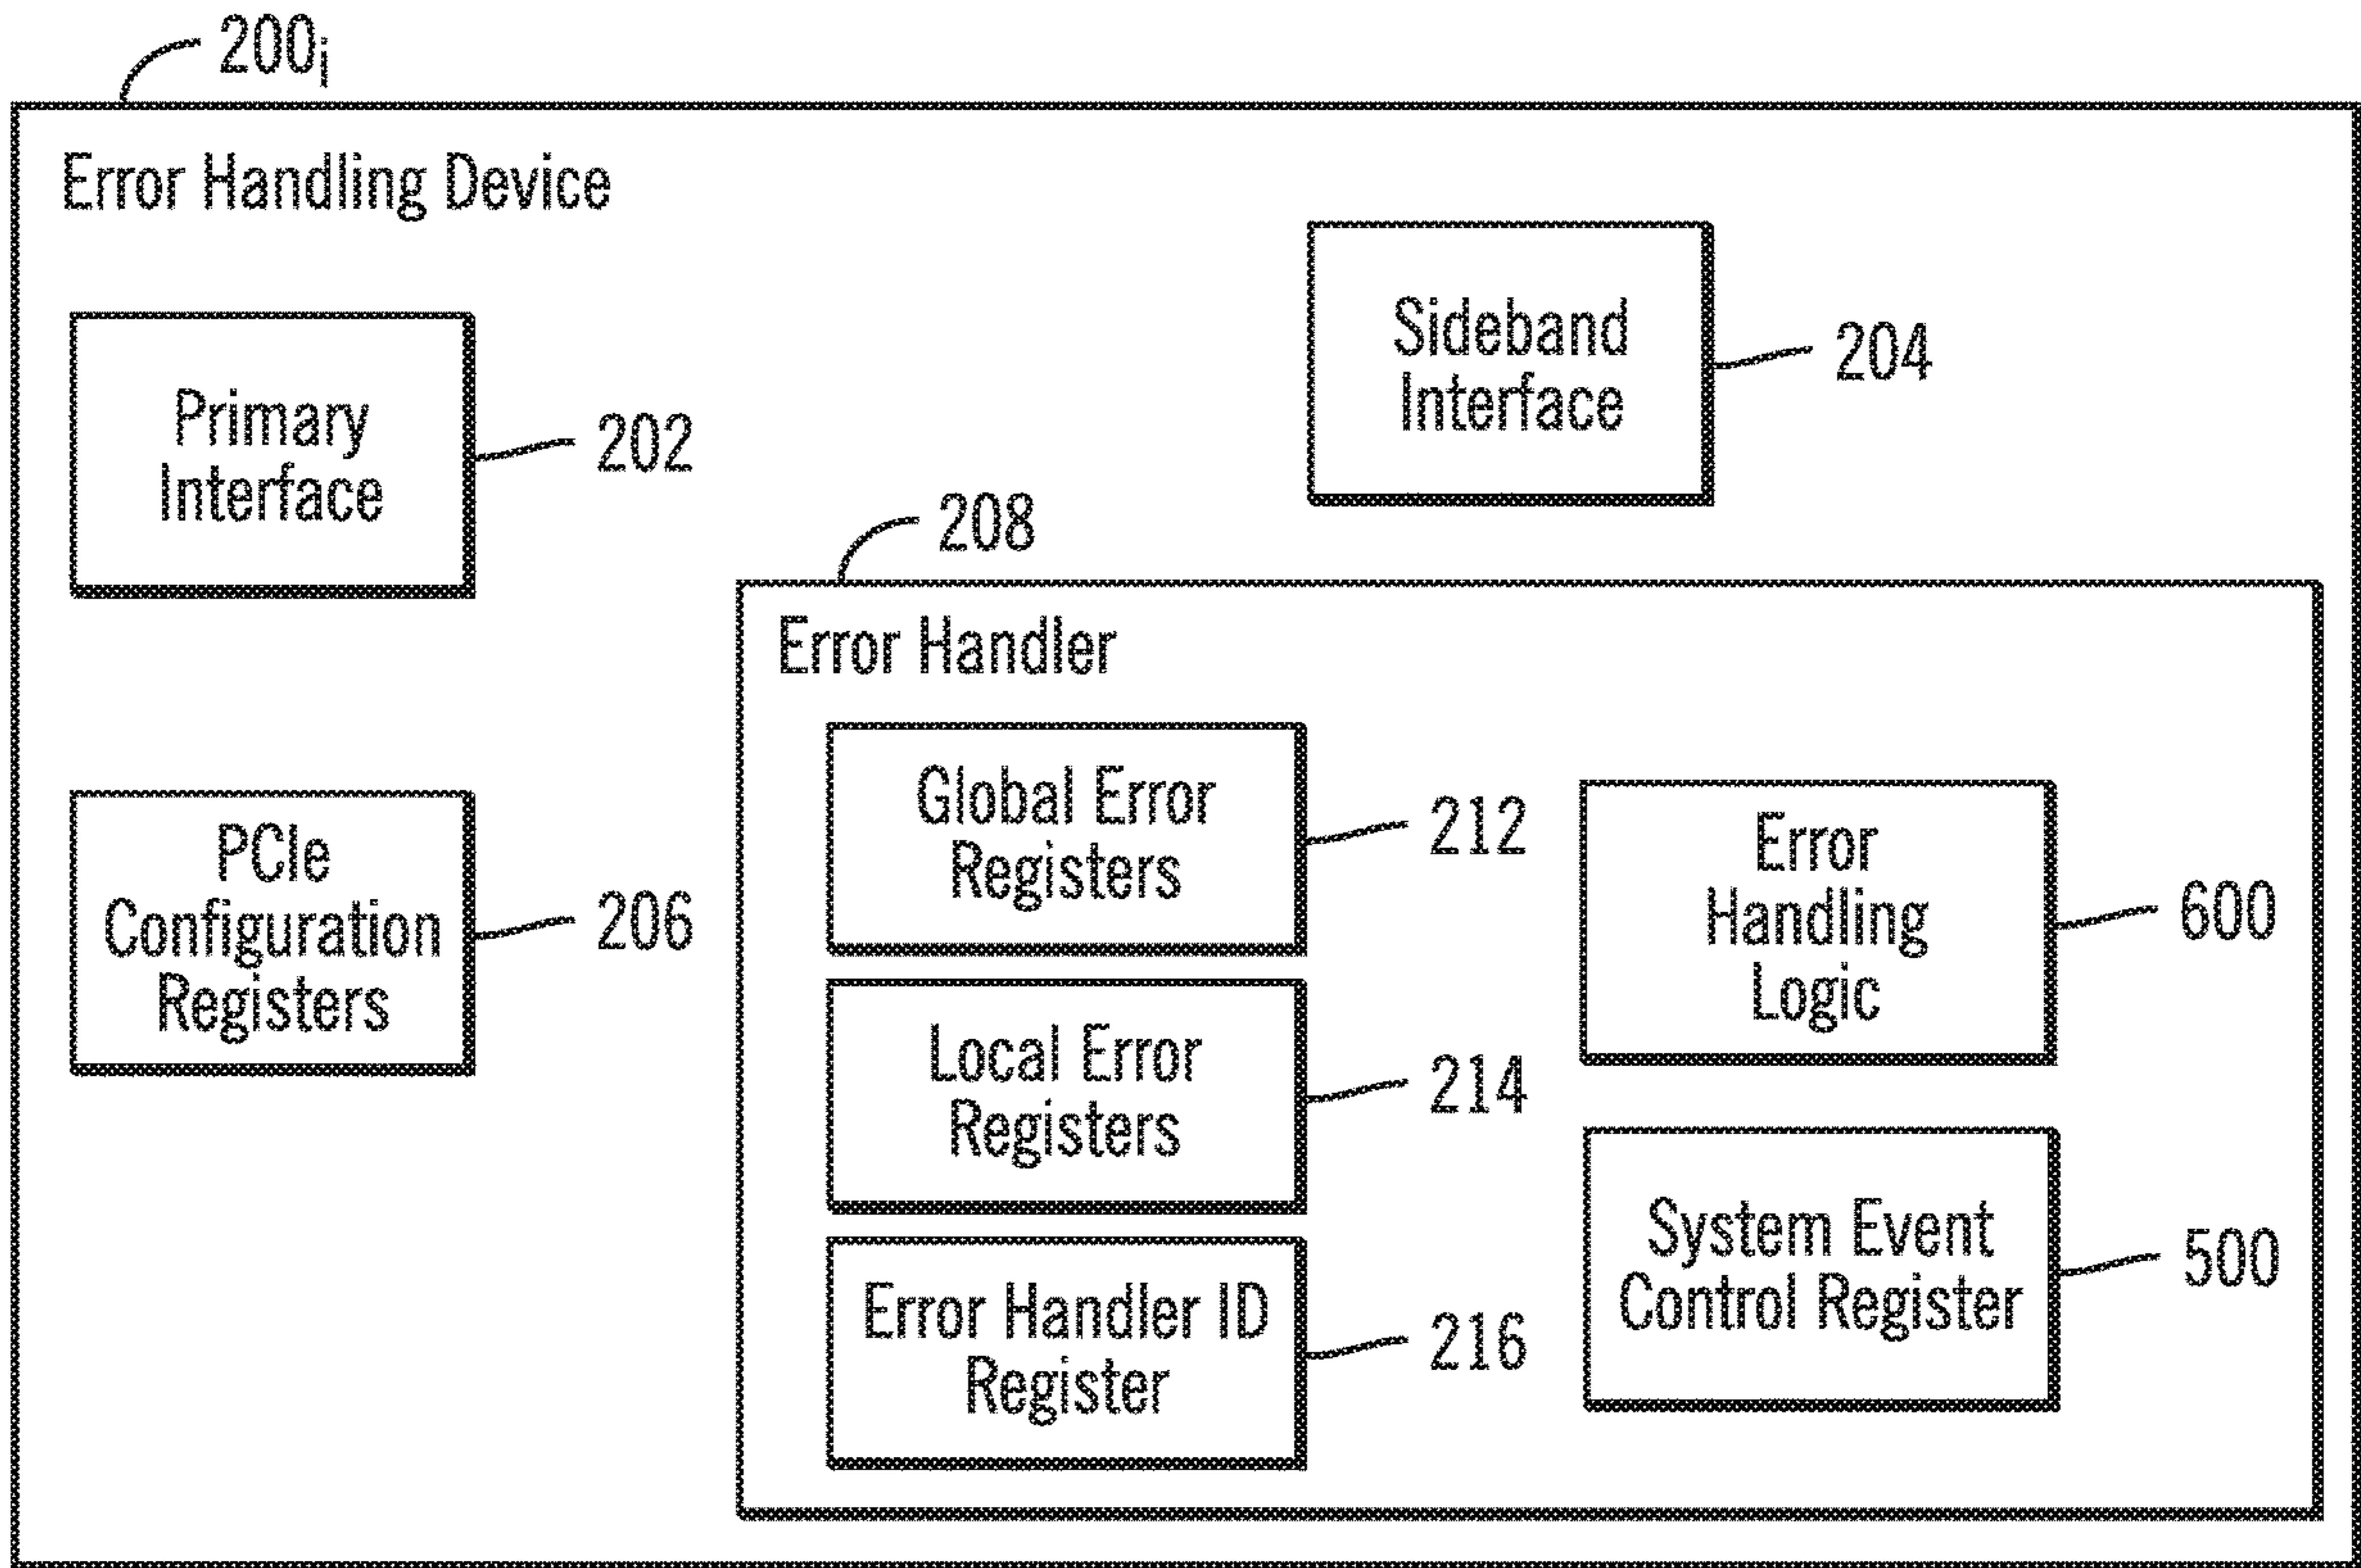 200i
Error Handling Device
Sideband
Interface
204
Primary
Interface
202
208
Error Handler
PCIe
Configuration
Registers
206
Global Error
Registers
212
Local Error
Registers
214
Error Handler ID
Register
216
Error
Handling
Logic
600
System Event
Control Register
500